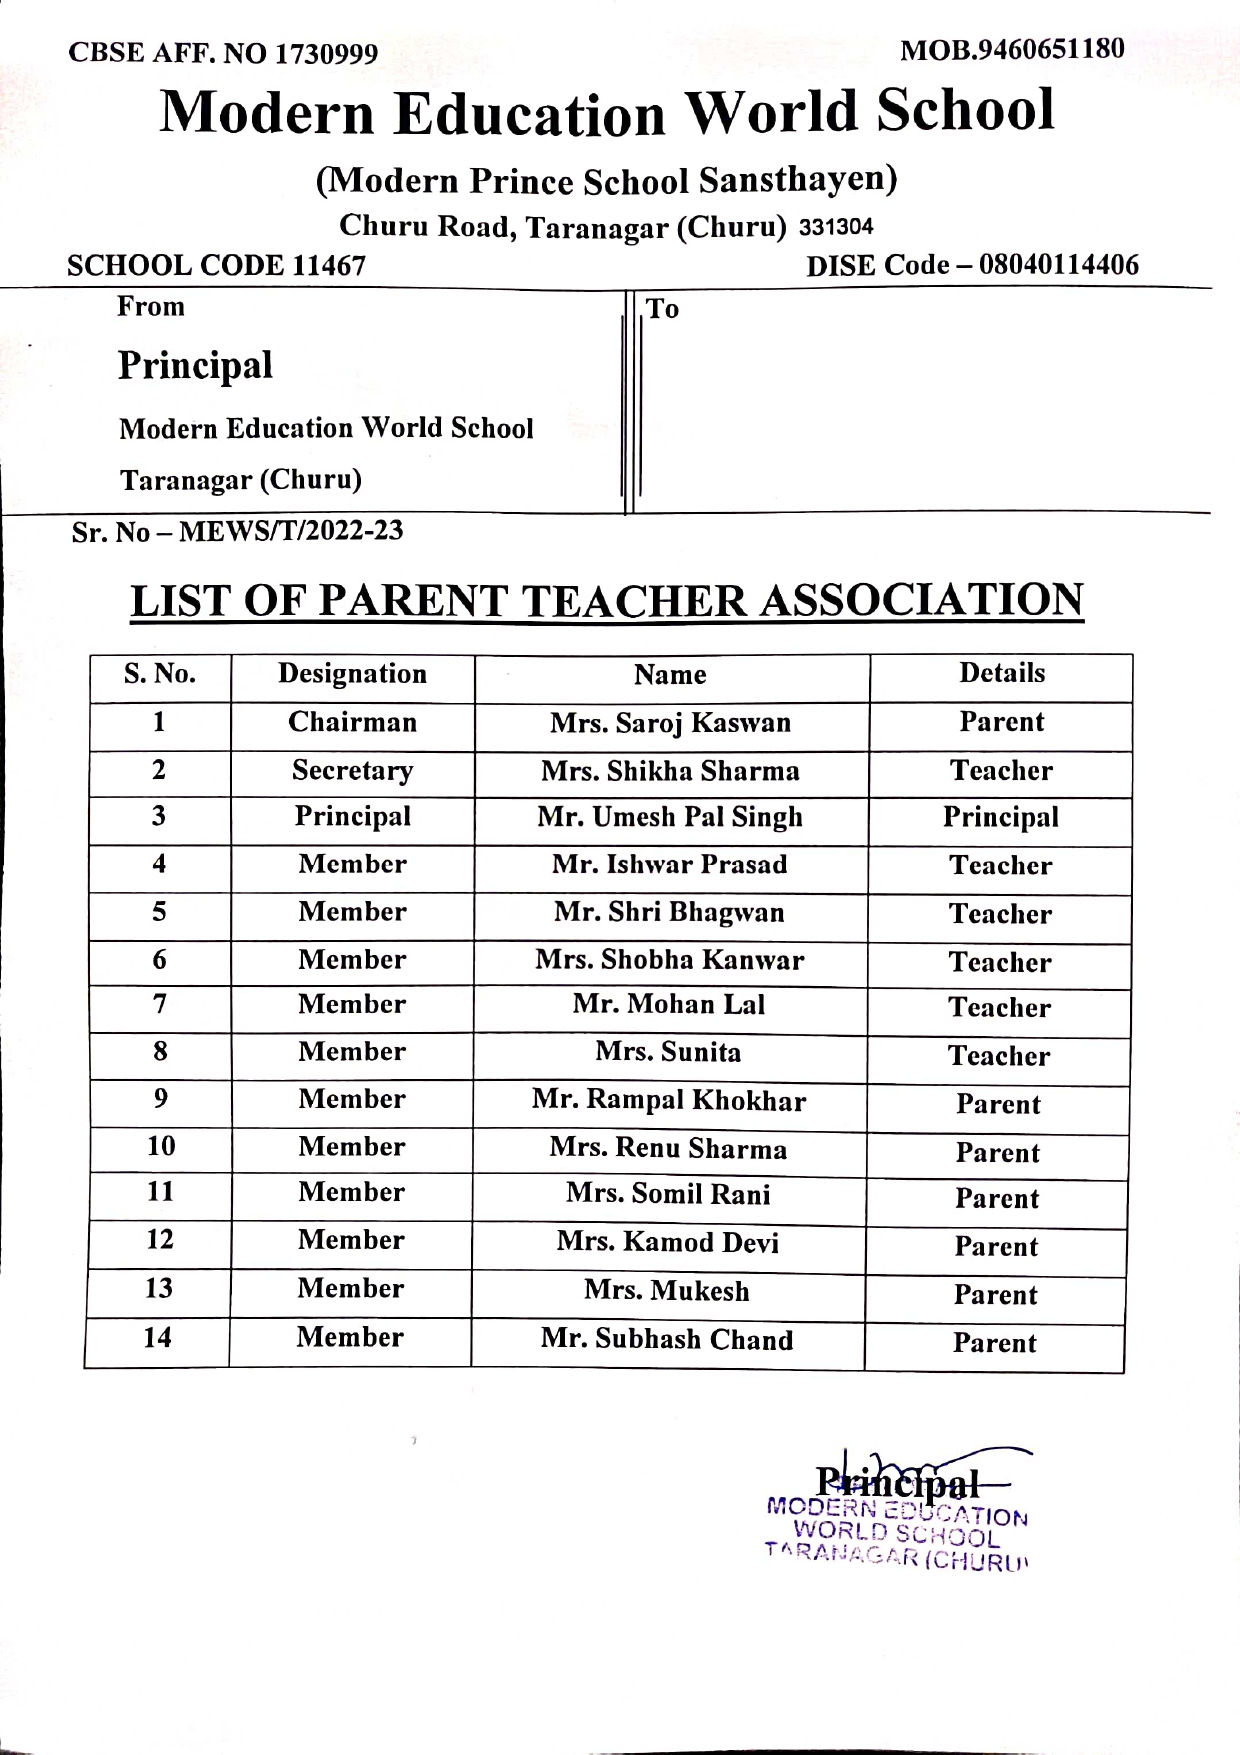 CBSE AFF. NO 1730999 MOB.9460651180
Modern Education World School
(Modern Prince School Sansthayen)
Churu Road, Taranagar (Churu) 331304
SCHOOL CODE 11467 DISE Code – 08040114406
From To
Principal
Modern Education World School
Taranagar (Churu)
Sr. No – MEWS/T/2022-23
LIST OF PARENT TEACHER ASSOCIATION
S. No. Designation Name Details
1 Chairman Mrs. Saroj Kaswan Parent
2 Secretary Mrs. Shikha Sharma Teacher
3 Principal Mr. Umesh Pal Singh Principal
4 Member Mr. Ishwar Prasad Teacher
5 Member Mr. Shri Bhagwan Teacher
6 Member Mrs. Shobha Kanwar Teacher
7 Member Mr. Mohan Lal Teacher
8 Member Mrs. Sunita Teacher
9 Member Mr. Rampal Khokhar Parent
10 Member Mrs. Renu Sharma Parent
11 Member Mrs. Somil Rani Parent
12 Member Mrs. Kamod Devi Parent
13 Member Mrs. Mukesh Parent
14 Member Mr. Subhash Chand Parent
Principal
MODERN EDUCATION
WORLD SCHOOL
TARANAGAR (CHURU)